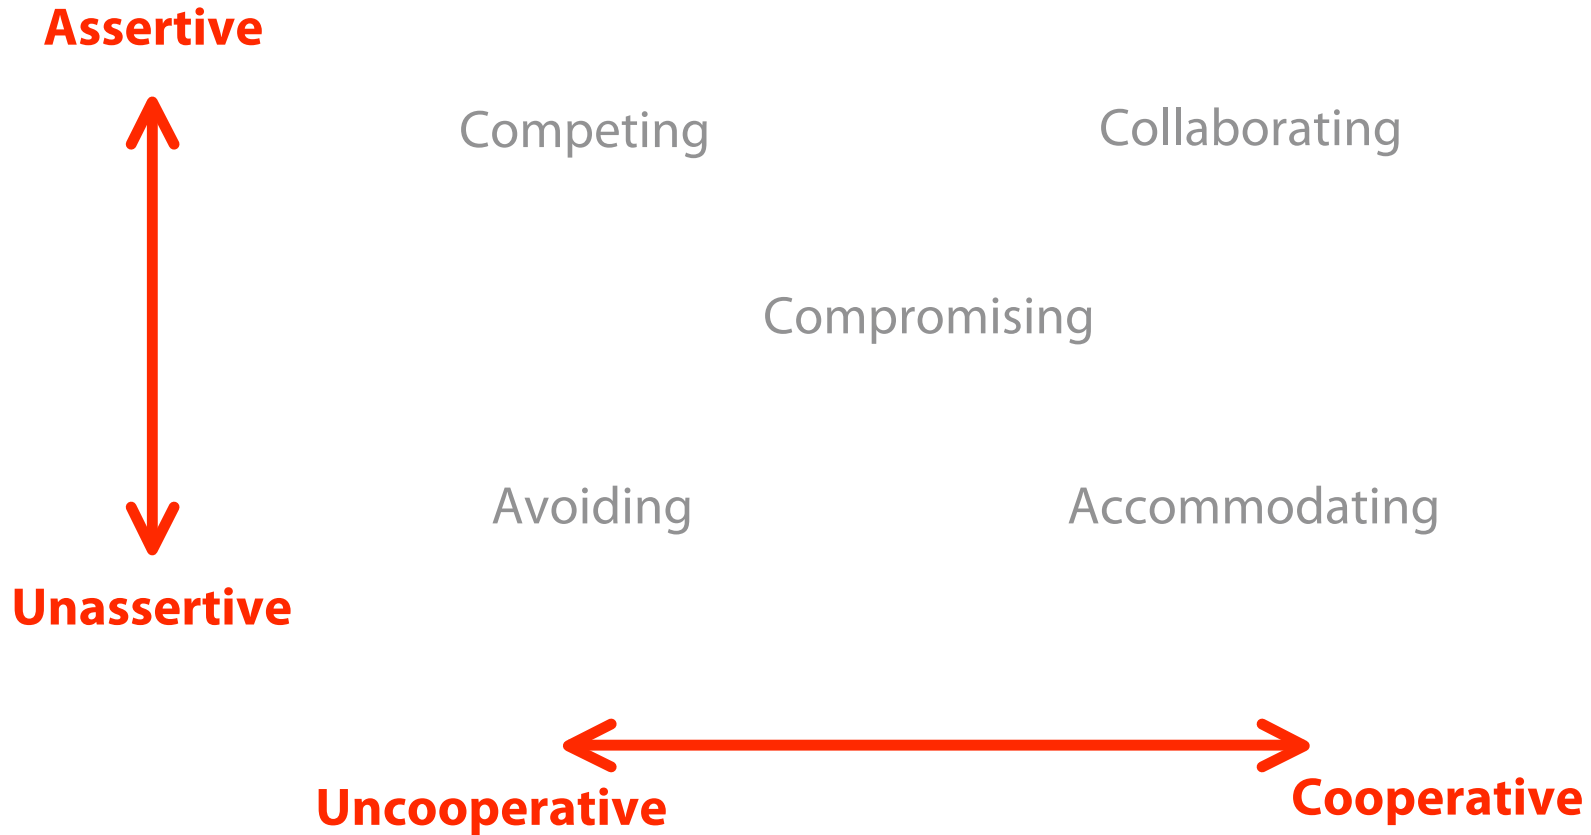 Assertive
Competing
Collaborating
Compromising
Avoiding
Accommodating
Unassertive
Uncooperative
Cooperative